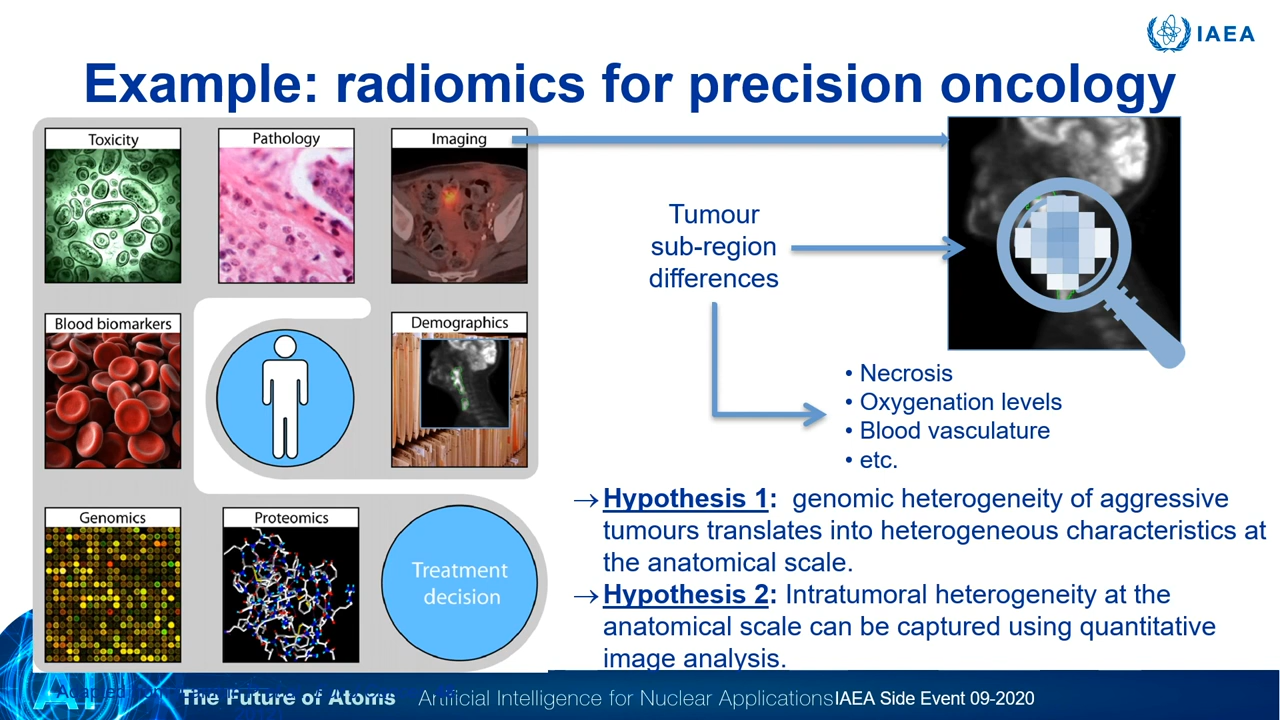 IAEA
Example: radiomics for precision oncology
Toxicity
Pathology
Imaging
Blood biomarkers
Demographics
Genomics
Proteomics
Treatment
decision
Tumour
sub-region
differences
• Necrosis
• Oxygenation levels
• Blood vasculature
• etc.
→ Hypothesis 1: genomic heterogeneity of aggressive
tumours translates into heterogeneous characteristics at
the anatomical scale.
→ Hypothesis 2: Intratumoral heterogeneity at the
anatomical scale can be captured using quantitative
image analysis.
Adapted
AI
The Future of Atoms Artificial Intelligence for Nuclear Applications IAEA Side Event 09-2020